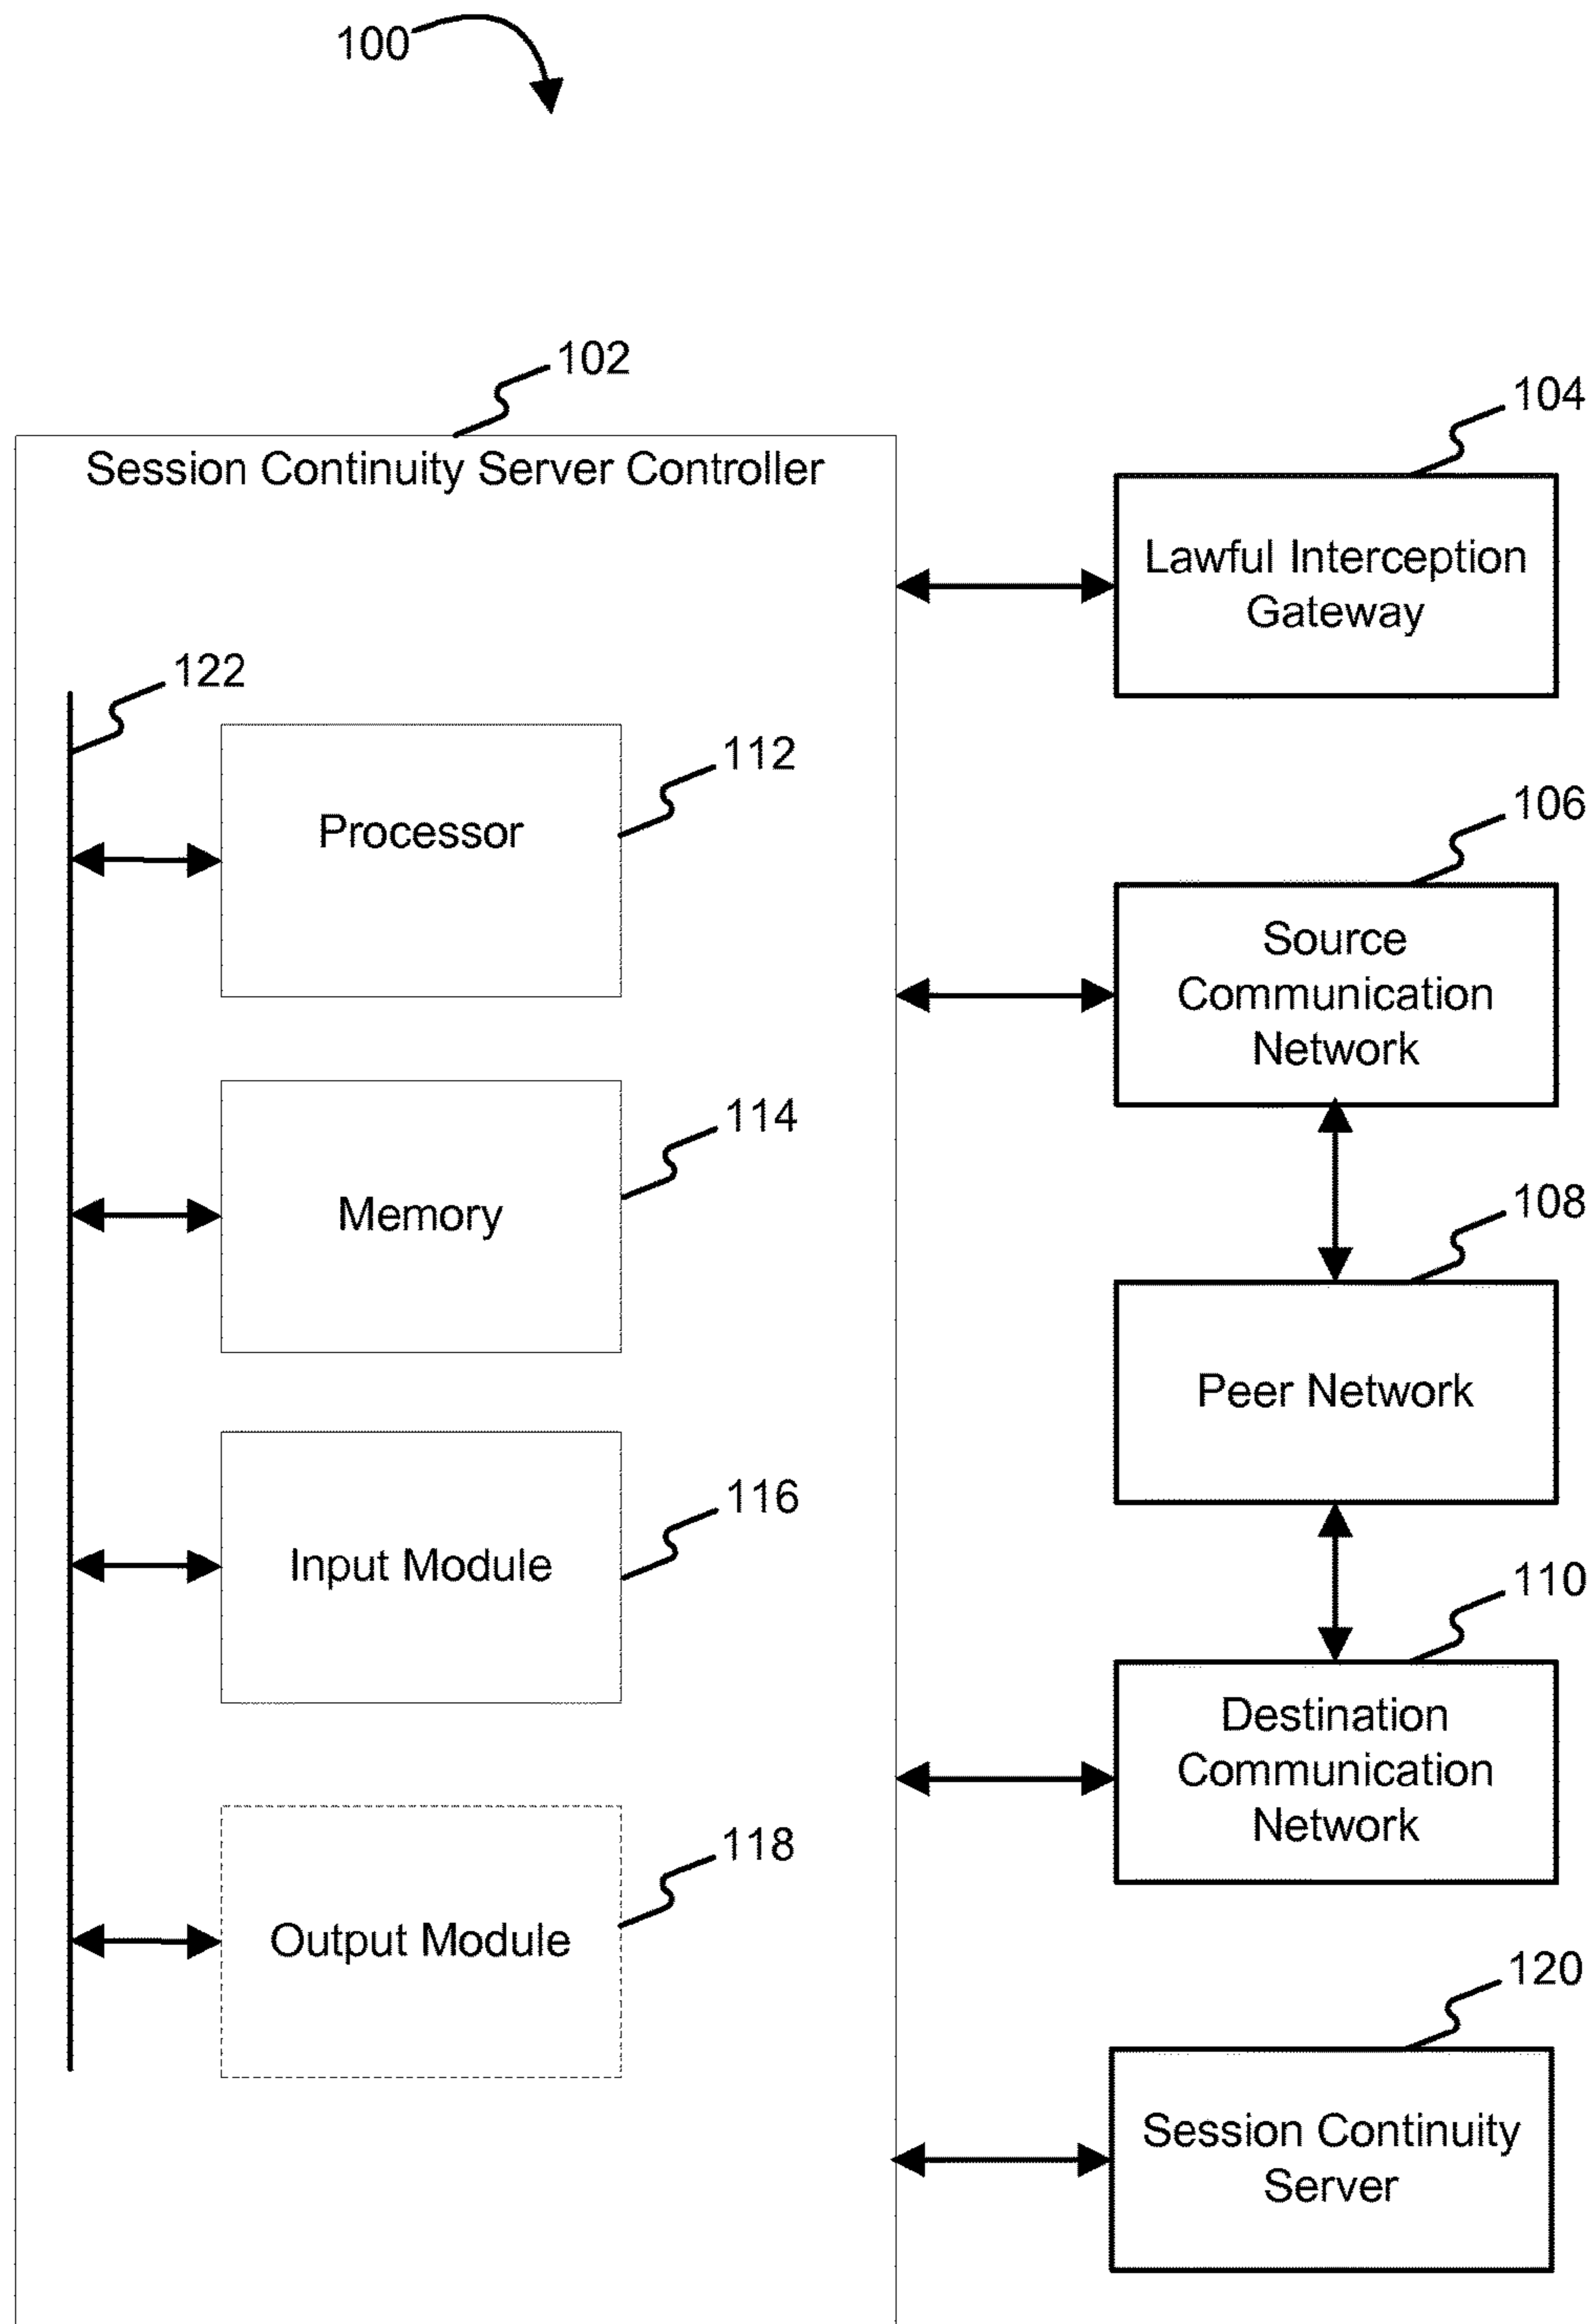 100
102
Session Continuity Server Controller
104
Lawful Interception
Gateway
122
Processor
112
106
Source
Communication
Network
Memory
114
108
Peer Network
Input Module
116
110
Destination
Communication
Network
Output Module
118
120
Session Continuity
Server